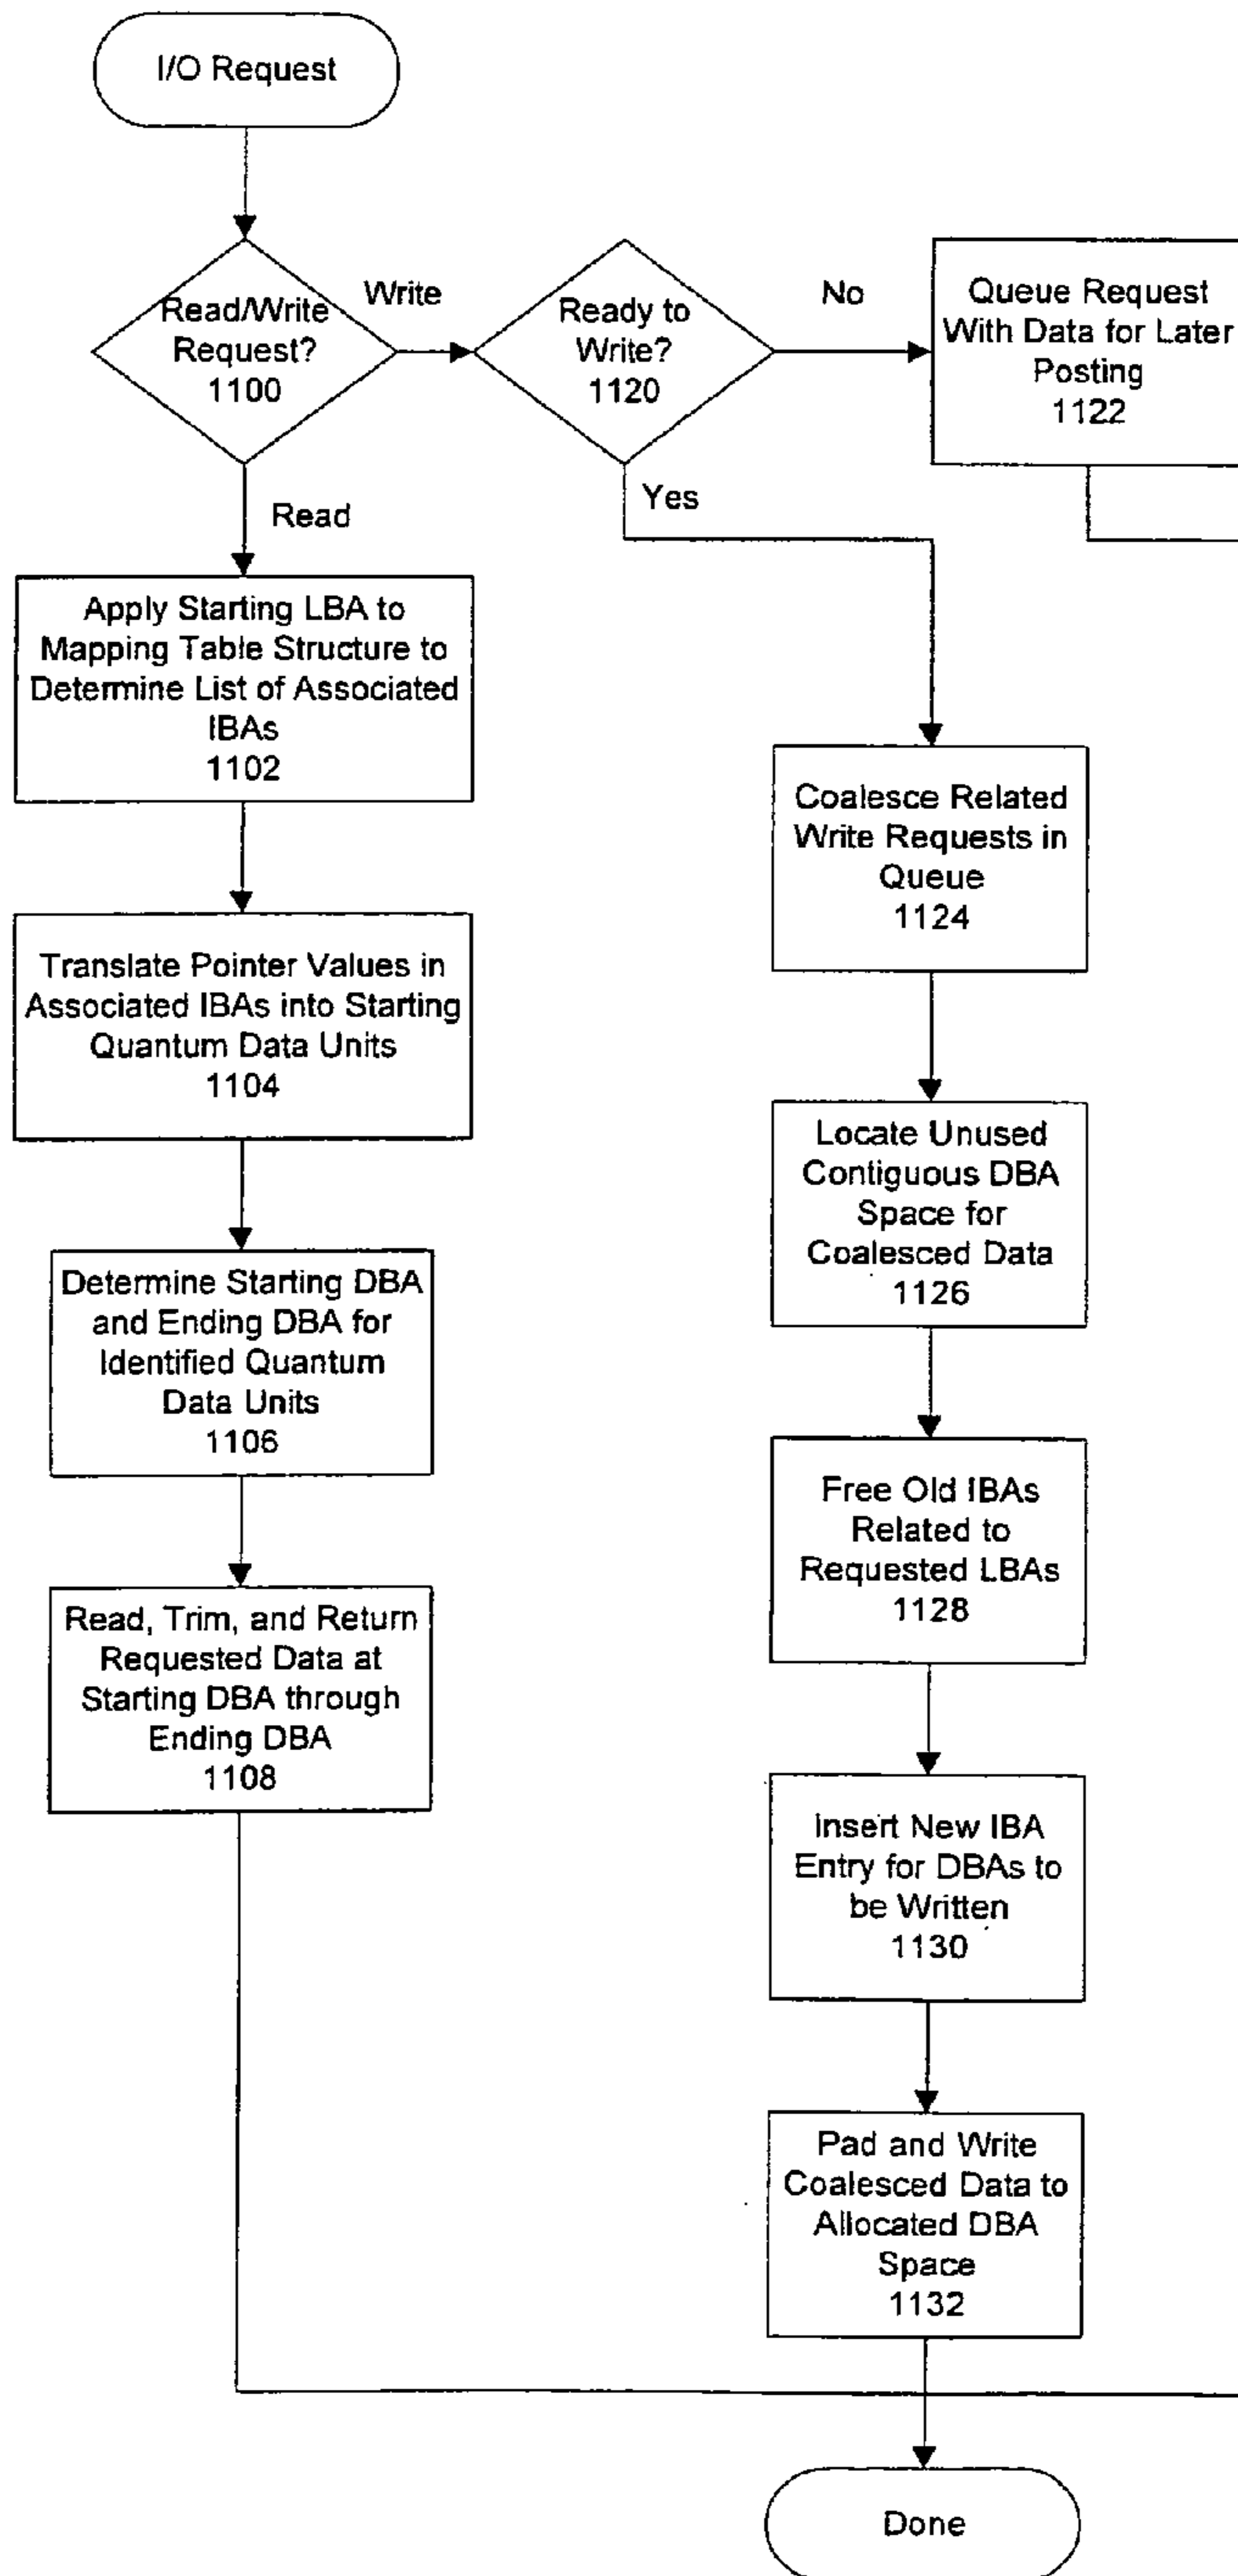 I/O Request
Read/Write
Request?
1100
Write
Ready to
Write?
1120
No
Queue Request
With Data for Later
Posting
1122
Read
Yes
Apply Starting LBA to
Mapping Table Structure to
Determine List of Associated
IBAs
1102
Translate Pointer Values in
Associated IBAs into Starting
Quantum Data Units
1104
Determine Starting DBA
and Ending DBA for
Identified Quantum
Data Units
1106
Read, Trim, and Return
Requested Data at
Starting DBA through
Ending DBA
1108
Coalesce Related
Write Requests in
Queue
1124
Locate Unused
Contiguous DBA
Space for
Coalesced Data
1126
Free Old IBAs
Related to
Requested LBAs
1128
Insert New IBA
Entry for DBAs to
be Written
1130
Pad and Write
Coalesced Data to
Allocated DBA
Space
1132
Done